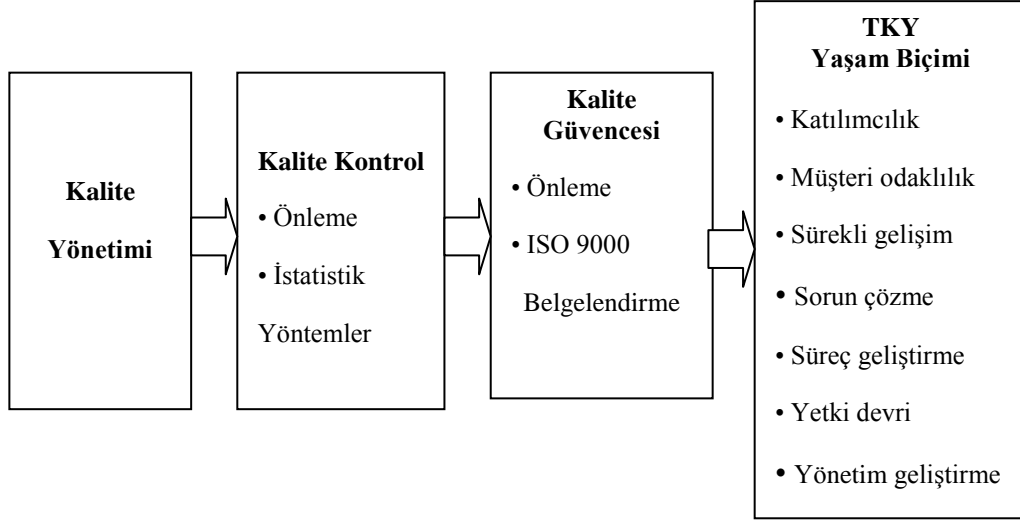 Kalite
Yönetimi
Kalite Kontrol
• Önleme
• İstatistik
Yöntemler
Kalite
Güvencesi
• Önleme
• ISO 9000
Belgelendirme
TKY
Yaşam Biçimi
• Katılımcılık
• Müşteri odaklılık
• Sürekli gelişim
• Sorun çözme
• Süreç geliştirme
• Yetki devri
• Yönetim geliştirme